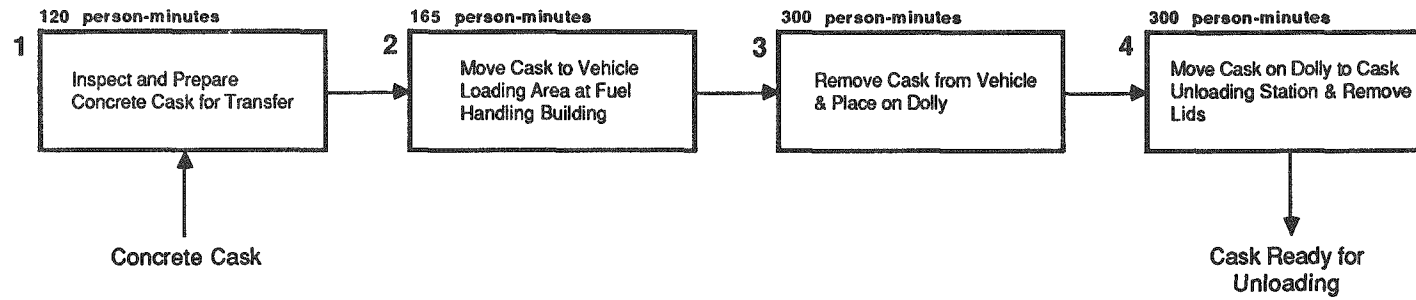 120 person-minutes
1
Inspect and Prepare
Concrete Cask for Transfer
165 person-minutes
2
Move Cask to Vehicle
Loading Area at Fuel
Handling Building
300 person-minutes
3
Remove Cask from Vehicle
& Place on Dolly
300 person-minutes
4
Move Cask on Dolly to Cask
Unloading Station & Remove
Lids
Concrete Cask
Cask Ready for
Unloading